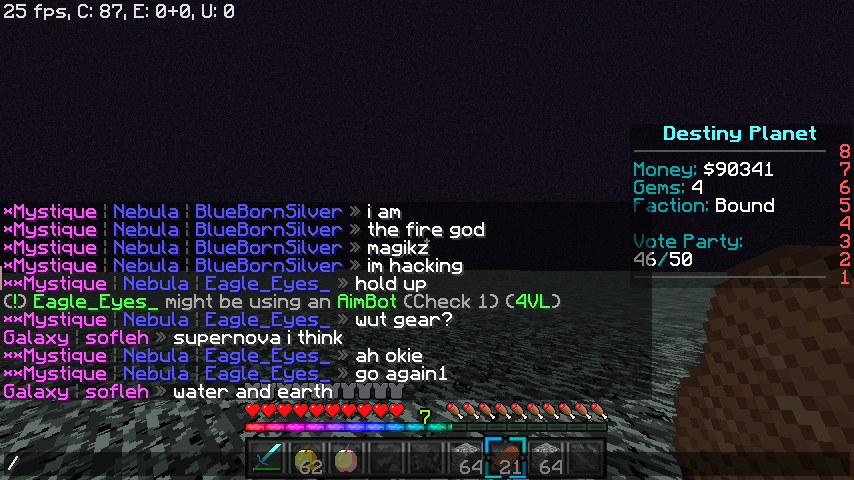 25 fps, C: 87, E: 0+0, U: 0
Destiny Planet
8
Money: $90341 7
Gems: 4 6
Faction: Bound 5
4
Vote Party: 3
46/50 2
1
×Mystique ¦ Nebula ¦ BlueBornSilver » i am
×Mystique ¦ Nebula ¦ BlueBornSilver » the fire god
×Mystique ¦ Nebula ¦ BlueBornSilver » magikz
×Mystique ¦ Nebula ¦ BlueBornSilver » im hacking
××Mystique ¦ Nebula ¦ Eagle_Eyes_ » hold up
(!) Eagle_Eyes_ might be using an AimBot (Check 1) (4VL)
××Mystique ¦ Nebula ¦ Eagle_Eyes_ » wut gear?
Galaxy ¦ sofleh » supernova i think
××Mystique ¦ Nebula ¦ Eagle_Eyes_ » ah okie
××Mystique ¦ Nebula ¦ Eagle_Eyes_ » go again1
Galaxy ¦ sofleh » water and earth
7
62 64 21 64
/